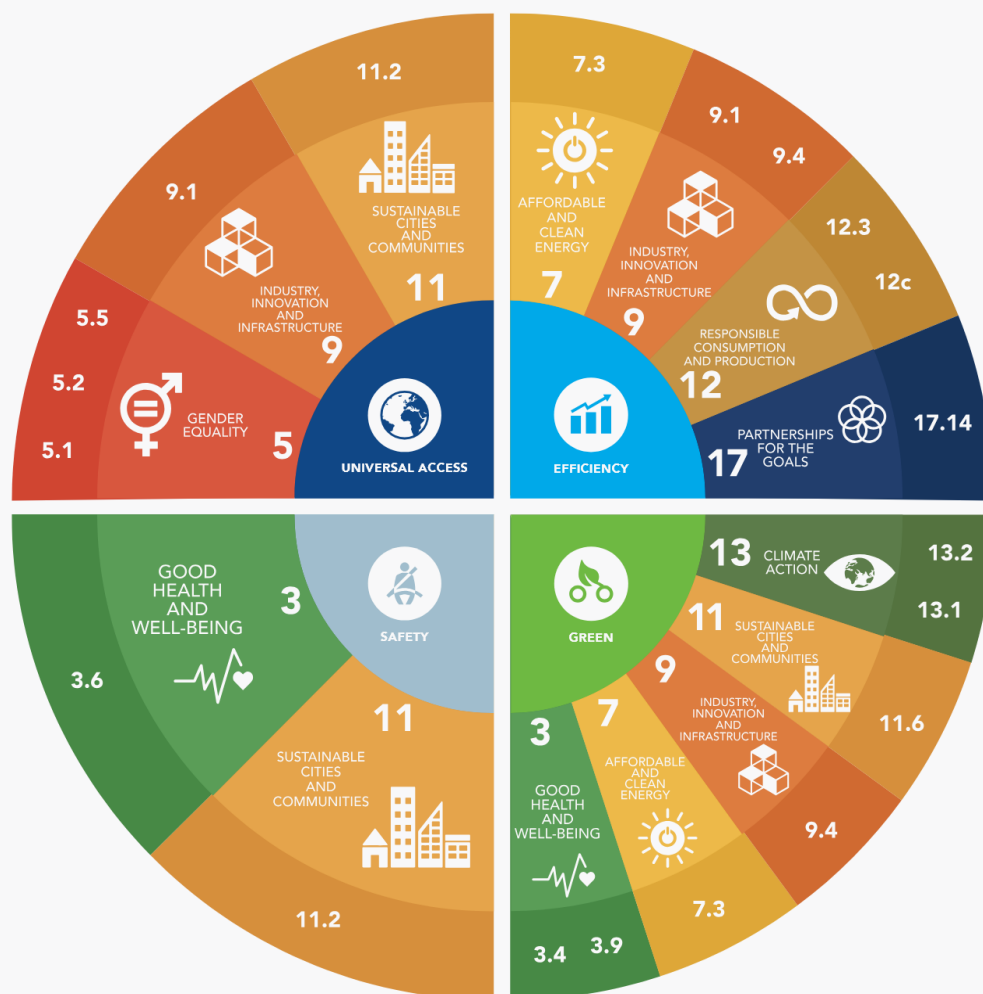 11.2
9.1
5.5
5.2
5.1
SUSTAINABLE
CITIES
AND
COMMUNITIES
11
INDUSTRY,
INNOVATION
AND
INFRASTRUCTURE
9
GENDER
EQUALITY
5
UNIVERSAL ACCESS
7.3
9.1
9.4
12.3
12c
17.14
AFFORDABLE
AND
CLEAN
ENERGY
7
INDUSTRY,
INNOVATION
AND
INFRASTRUCTURE
9
RESPONSIBLE
CONSUMPTION
AND PRODUCTION
12
PARTNERSHIPS
FOR THE
GOALS
17
EFFICIENCY
GOOD
HEALTH
AND
WELL-BEING
3
SAFETY
3.6
11
SUSTAINABLE
CITIES
AND
COMMUNITIES
11.2
GREEN
13
CLIMATE
ACTION
13.2
13.1
11
SUSTAINABLE
CITIES
AND
COMMUNITIES
11.6
9
INDUSTRY,
INNOVATION
AND
INFRASTRUCTURE
9.4
7
AFFORDABLE
AND
CLEAN
ENERGY
7.3
3
GOOD
HEALTH
AND
WELL-BEING
3.4
3.9